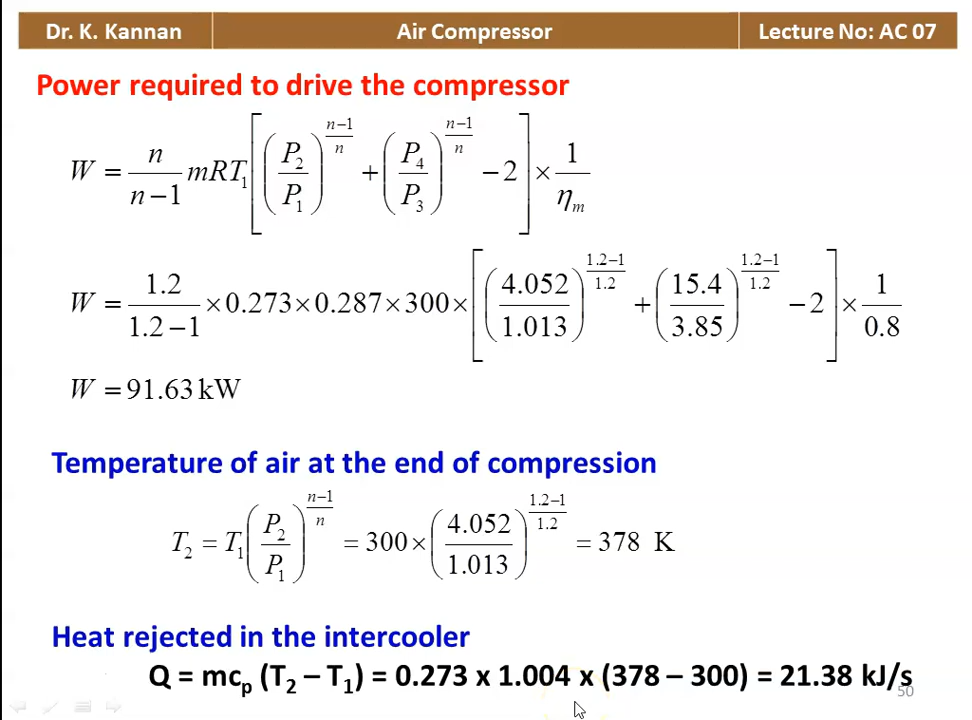 Dr. K. Kannan Air Compressor Lecture No: AC 07
Power required to drive the compressor
W = n/(n−1) mRT₁ [(P₂/P₁)^((n−1)/n) + (P₄/P₃)^((n−1)/n) − 2] × 1/ηₘ
W = 1.2/(1.2−1) × 0.273 × 0.287 × 300 × [(4.052/1.013)^((1.2−1)/1.2) + (15.4/3.85)^((1.2−1)/1.2) − 2] × 1/0.8
W = 91.63 kW
Temperature of air at the end of compression
T₂ = T₁ (P₂/P₁)^((n−1)/n) = 300 × (4.052/1.013)^((1.2−1)/1.2) = 378 K
Heat rejected in the intercooler
Q = mcₚ (T₂ – T₁) = 0.273 x 1.004 x (378 – 300) = 21.38 kJ/s
50